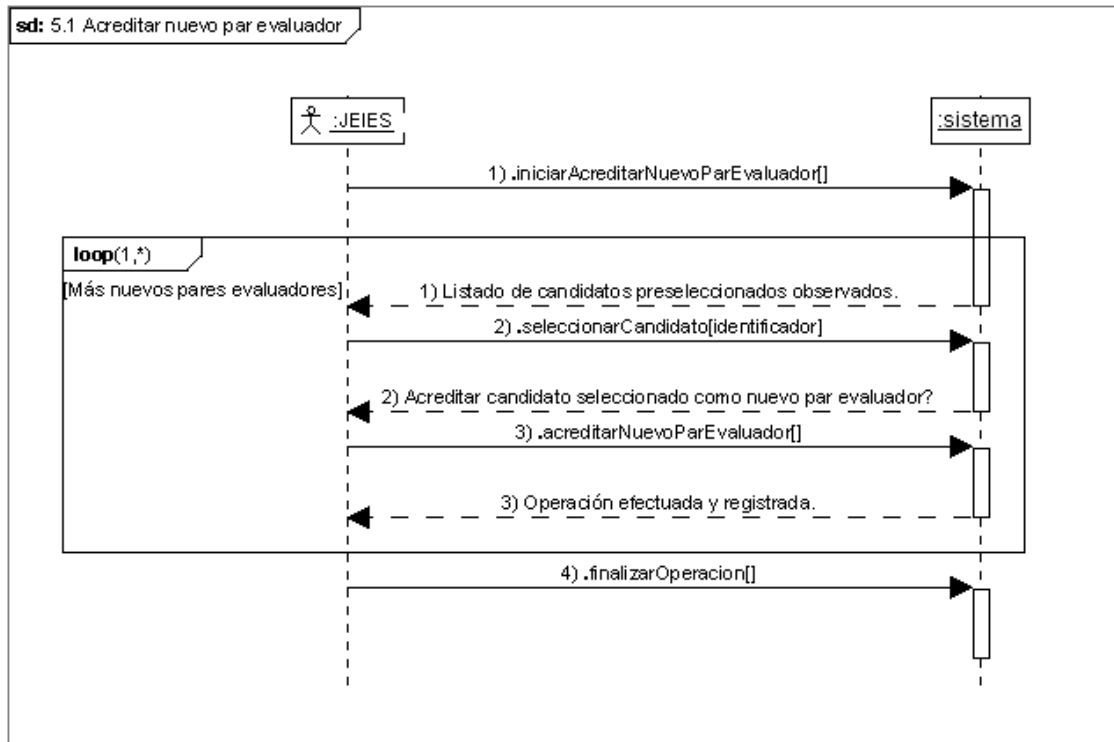 sd: 5.1 Acreditar nuevo par evaluador
:JEIES
:sistema
1) .iniciarAcreditarNuevoParEvaluador[]
loop(1,*)
[Más nuevos pares evaluadores]
1) Listado de candidatos preseleccionados observados.
2) .seleccionarCandidato[identificador]
2) Acreditar candidato seleccionado como nuevo par evaluador?
3) .acreditarNuevoParEvaluador[]
3) Operación efectuada y registrada.
4) .finalizarOperacion[]